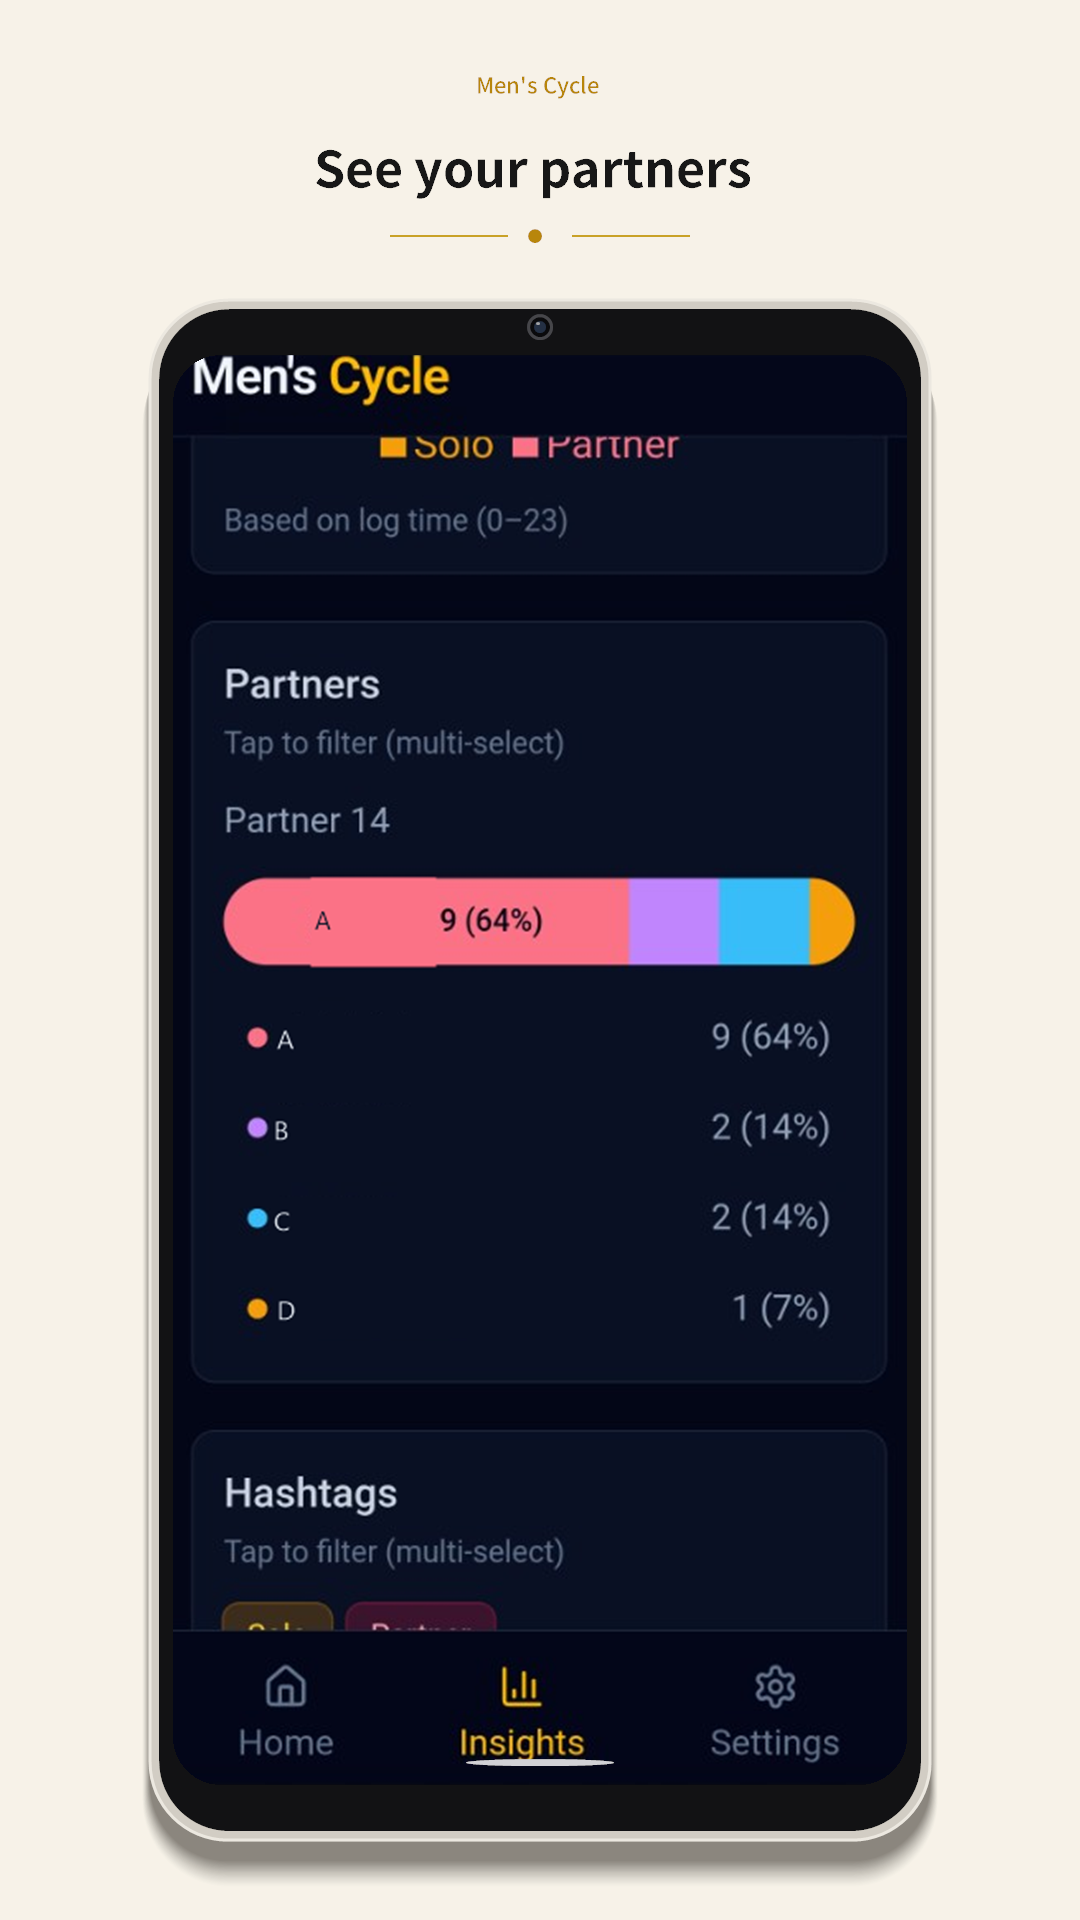 Men's Cycle
See your partners
Men's Cycle
Solo Partner
Based on log time (0–23)
Partners
Tap to filter (multi-select)
Partner 14
A 9 (64%)
A 9 (64%)
B 2 (14%)
C 2 (14%)
D 1 (7%)
Hashtags
Tap to filter (multi-select)
Solo Partner
Home Insights Settings